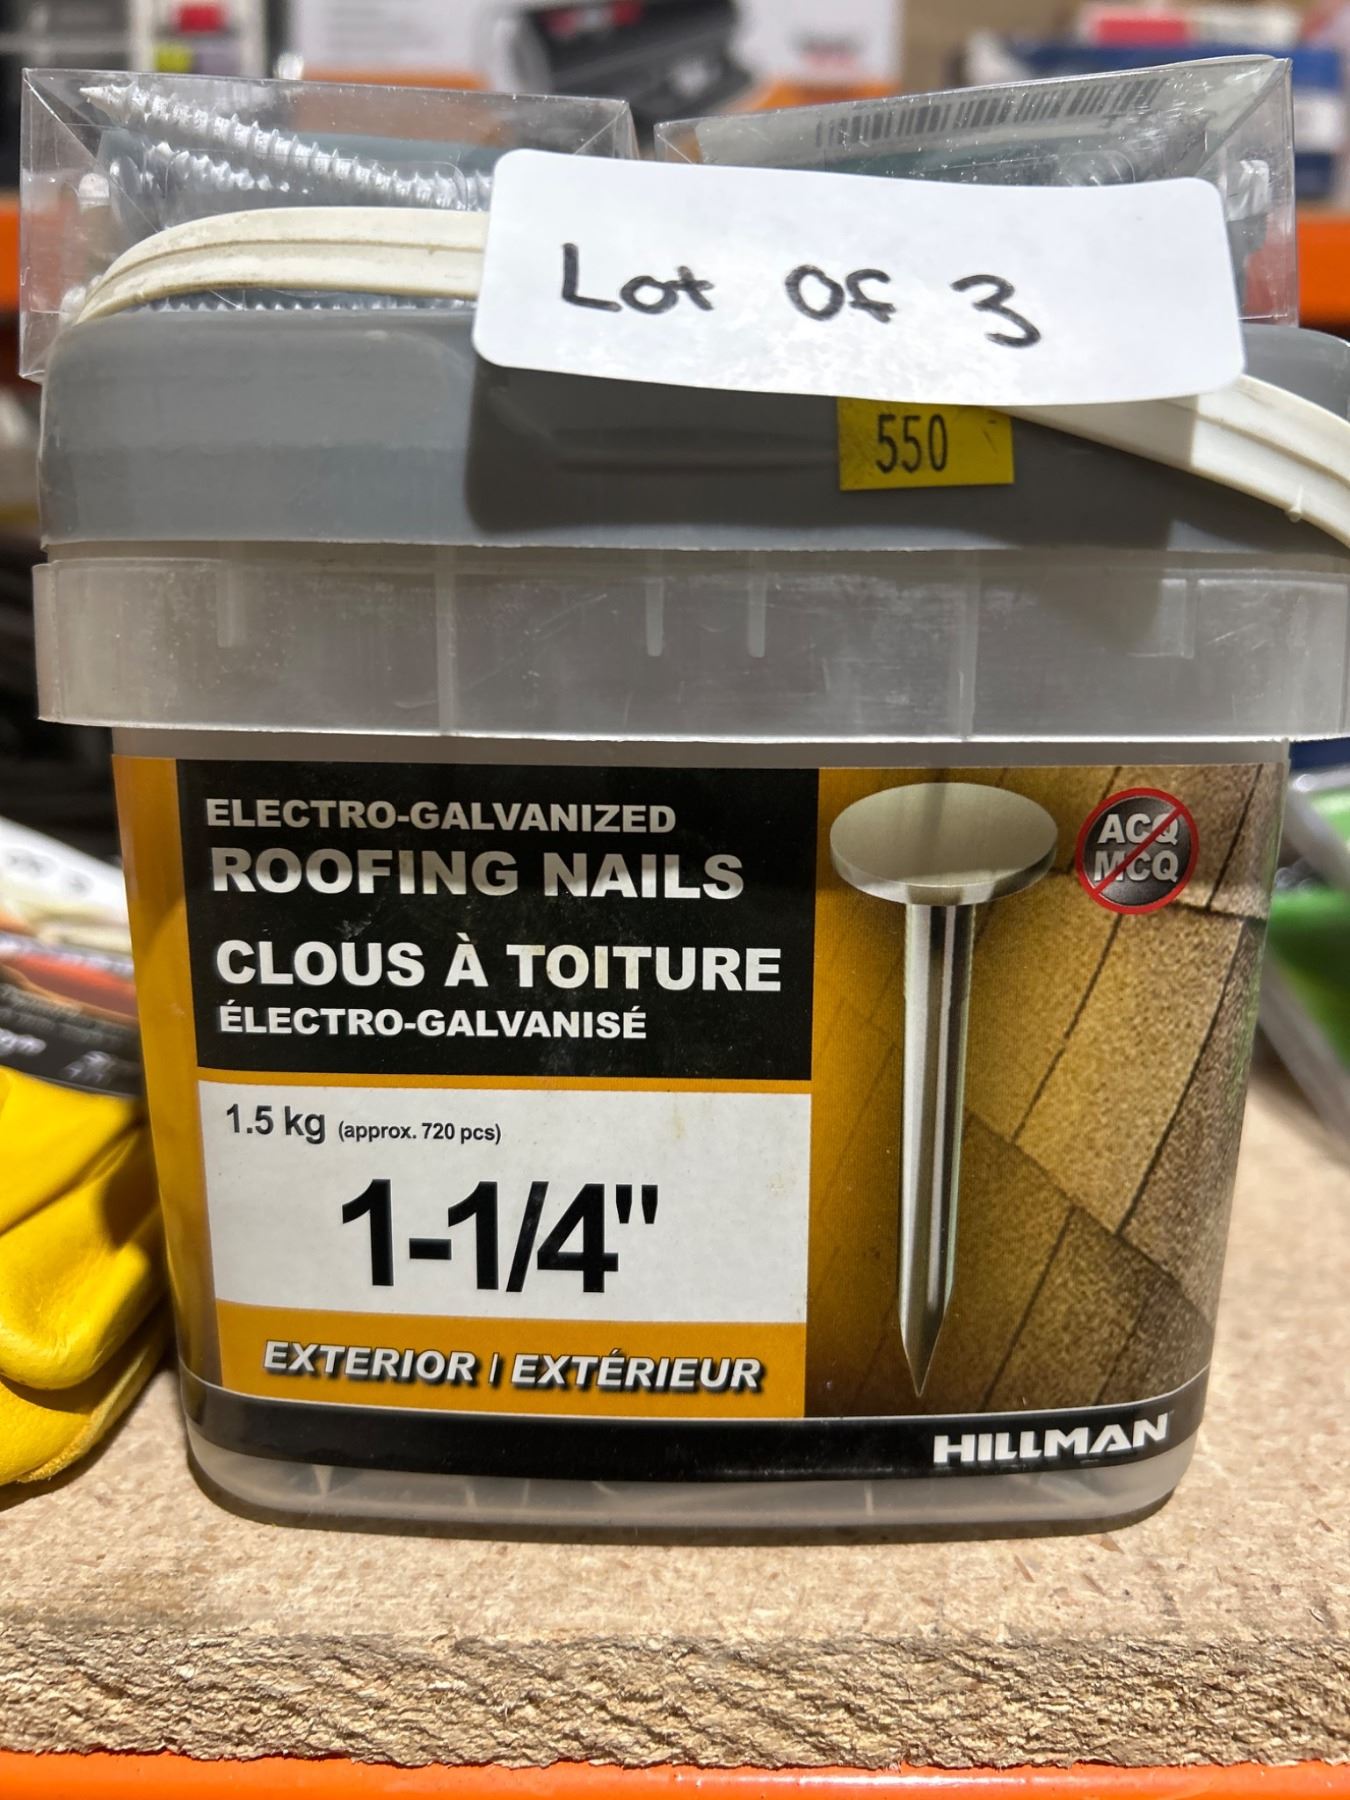 Lot Of 3
550
ELECTRO-GALVANIZED
ROOFING NAILS
CLOUS À TOITURE
ÉLECTRO-GALVANISÉ
ACQ
MCQ
1.5 kg (approx. 720 pcs)
1-1/4"
EXTERIOR | EXTÉRIEUR
HILLMAN